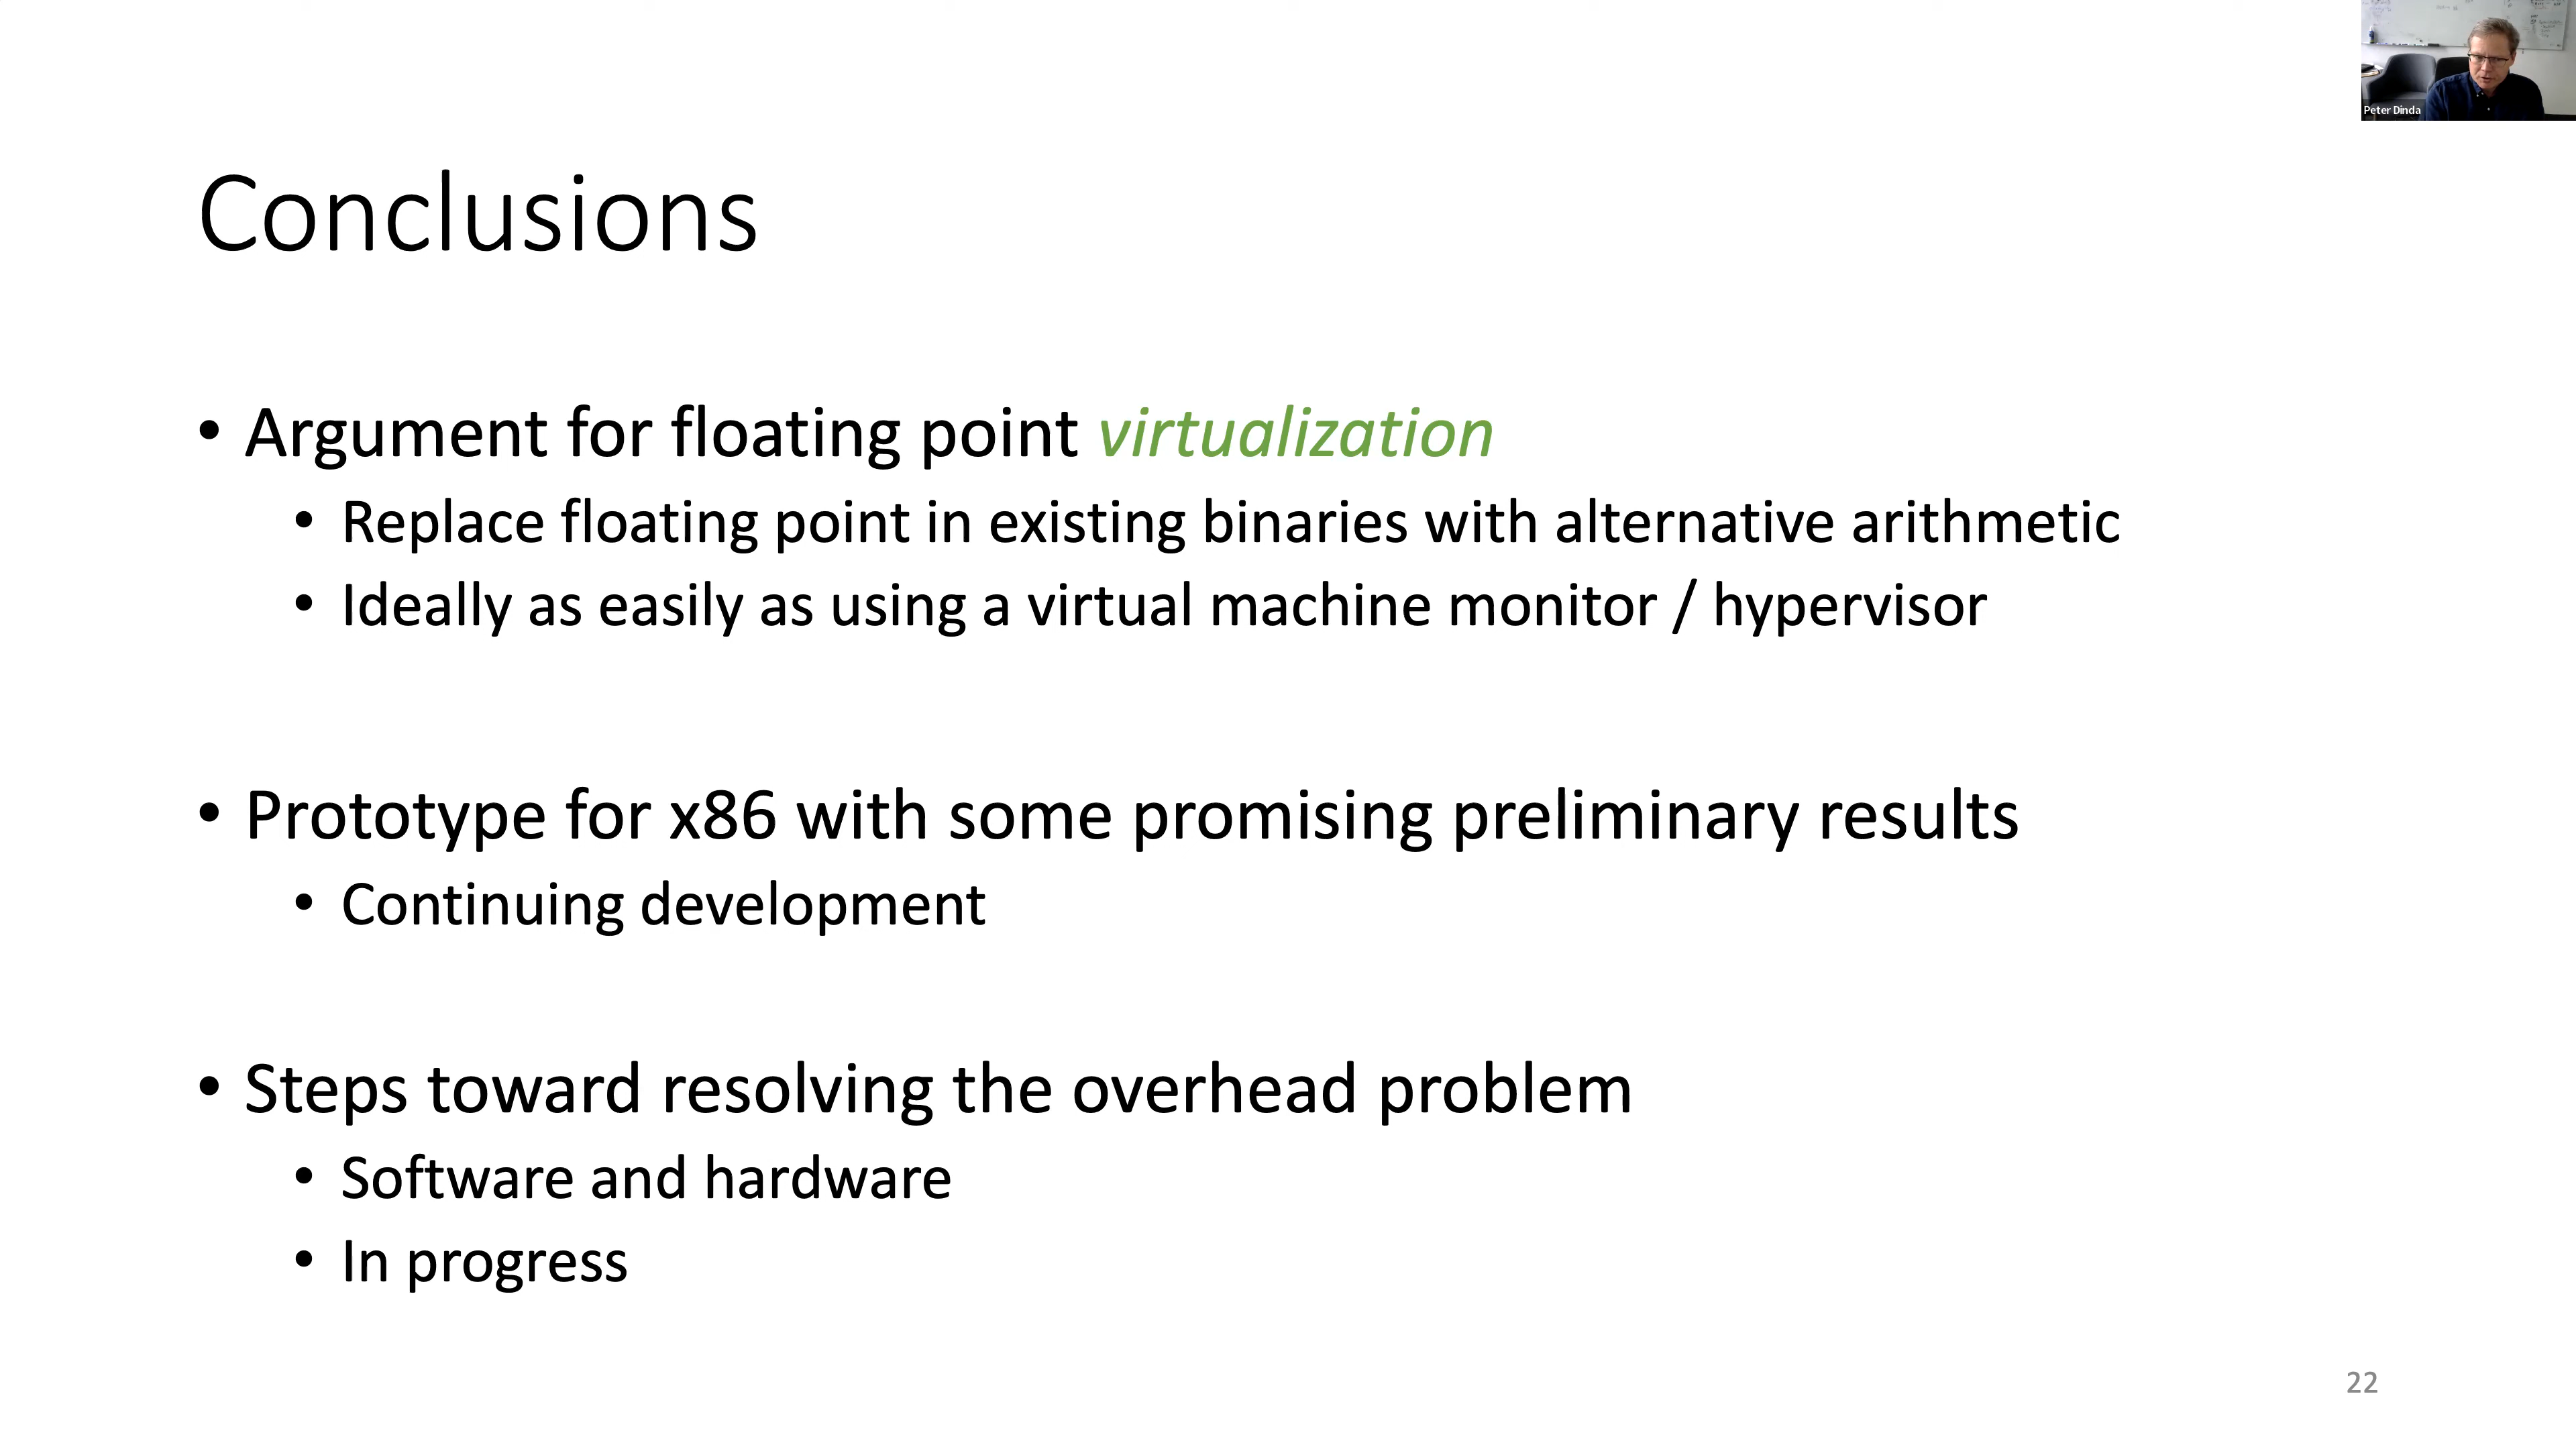 Peter Dinda
Conclusions
• Argument for floating point virtualization
• Replace floating point in existing binaries with alternative arithmetic
• Ideally as easily as using a virtual machine monitor / hypervisor
• Prototype for x86 with some promising preliminary results
• Continuing development
• Steps toward resolving the overhead problem
• Software and hardware
• In progress
22